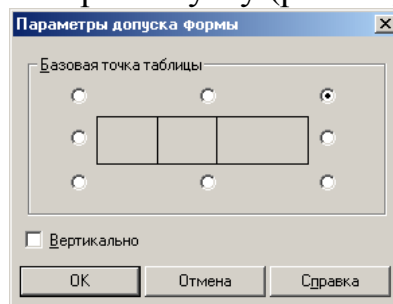 Параметры допуска формы
Базовая точка таблицы
Вертикально
ОК Отмена Справка